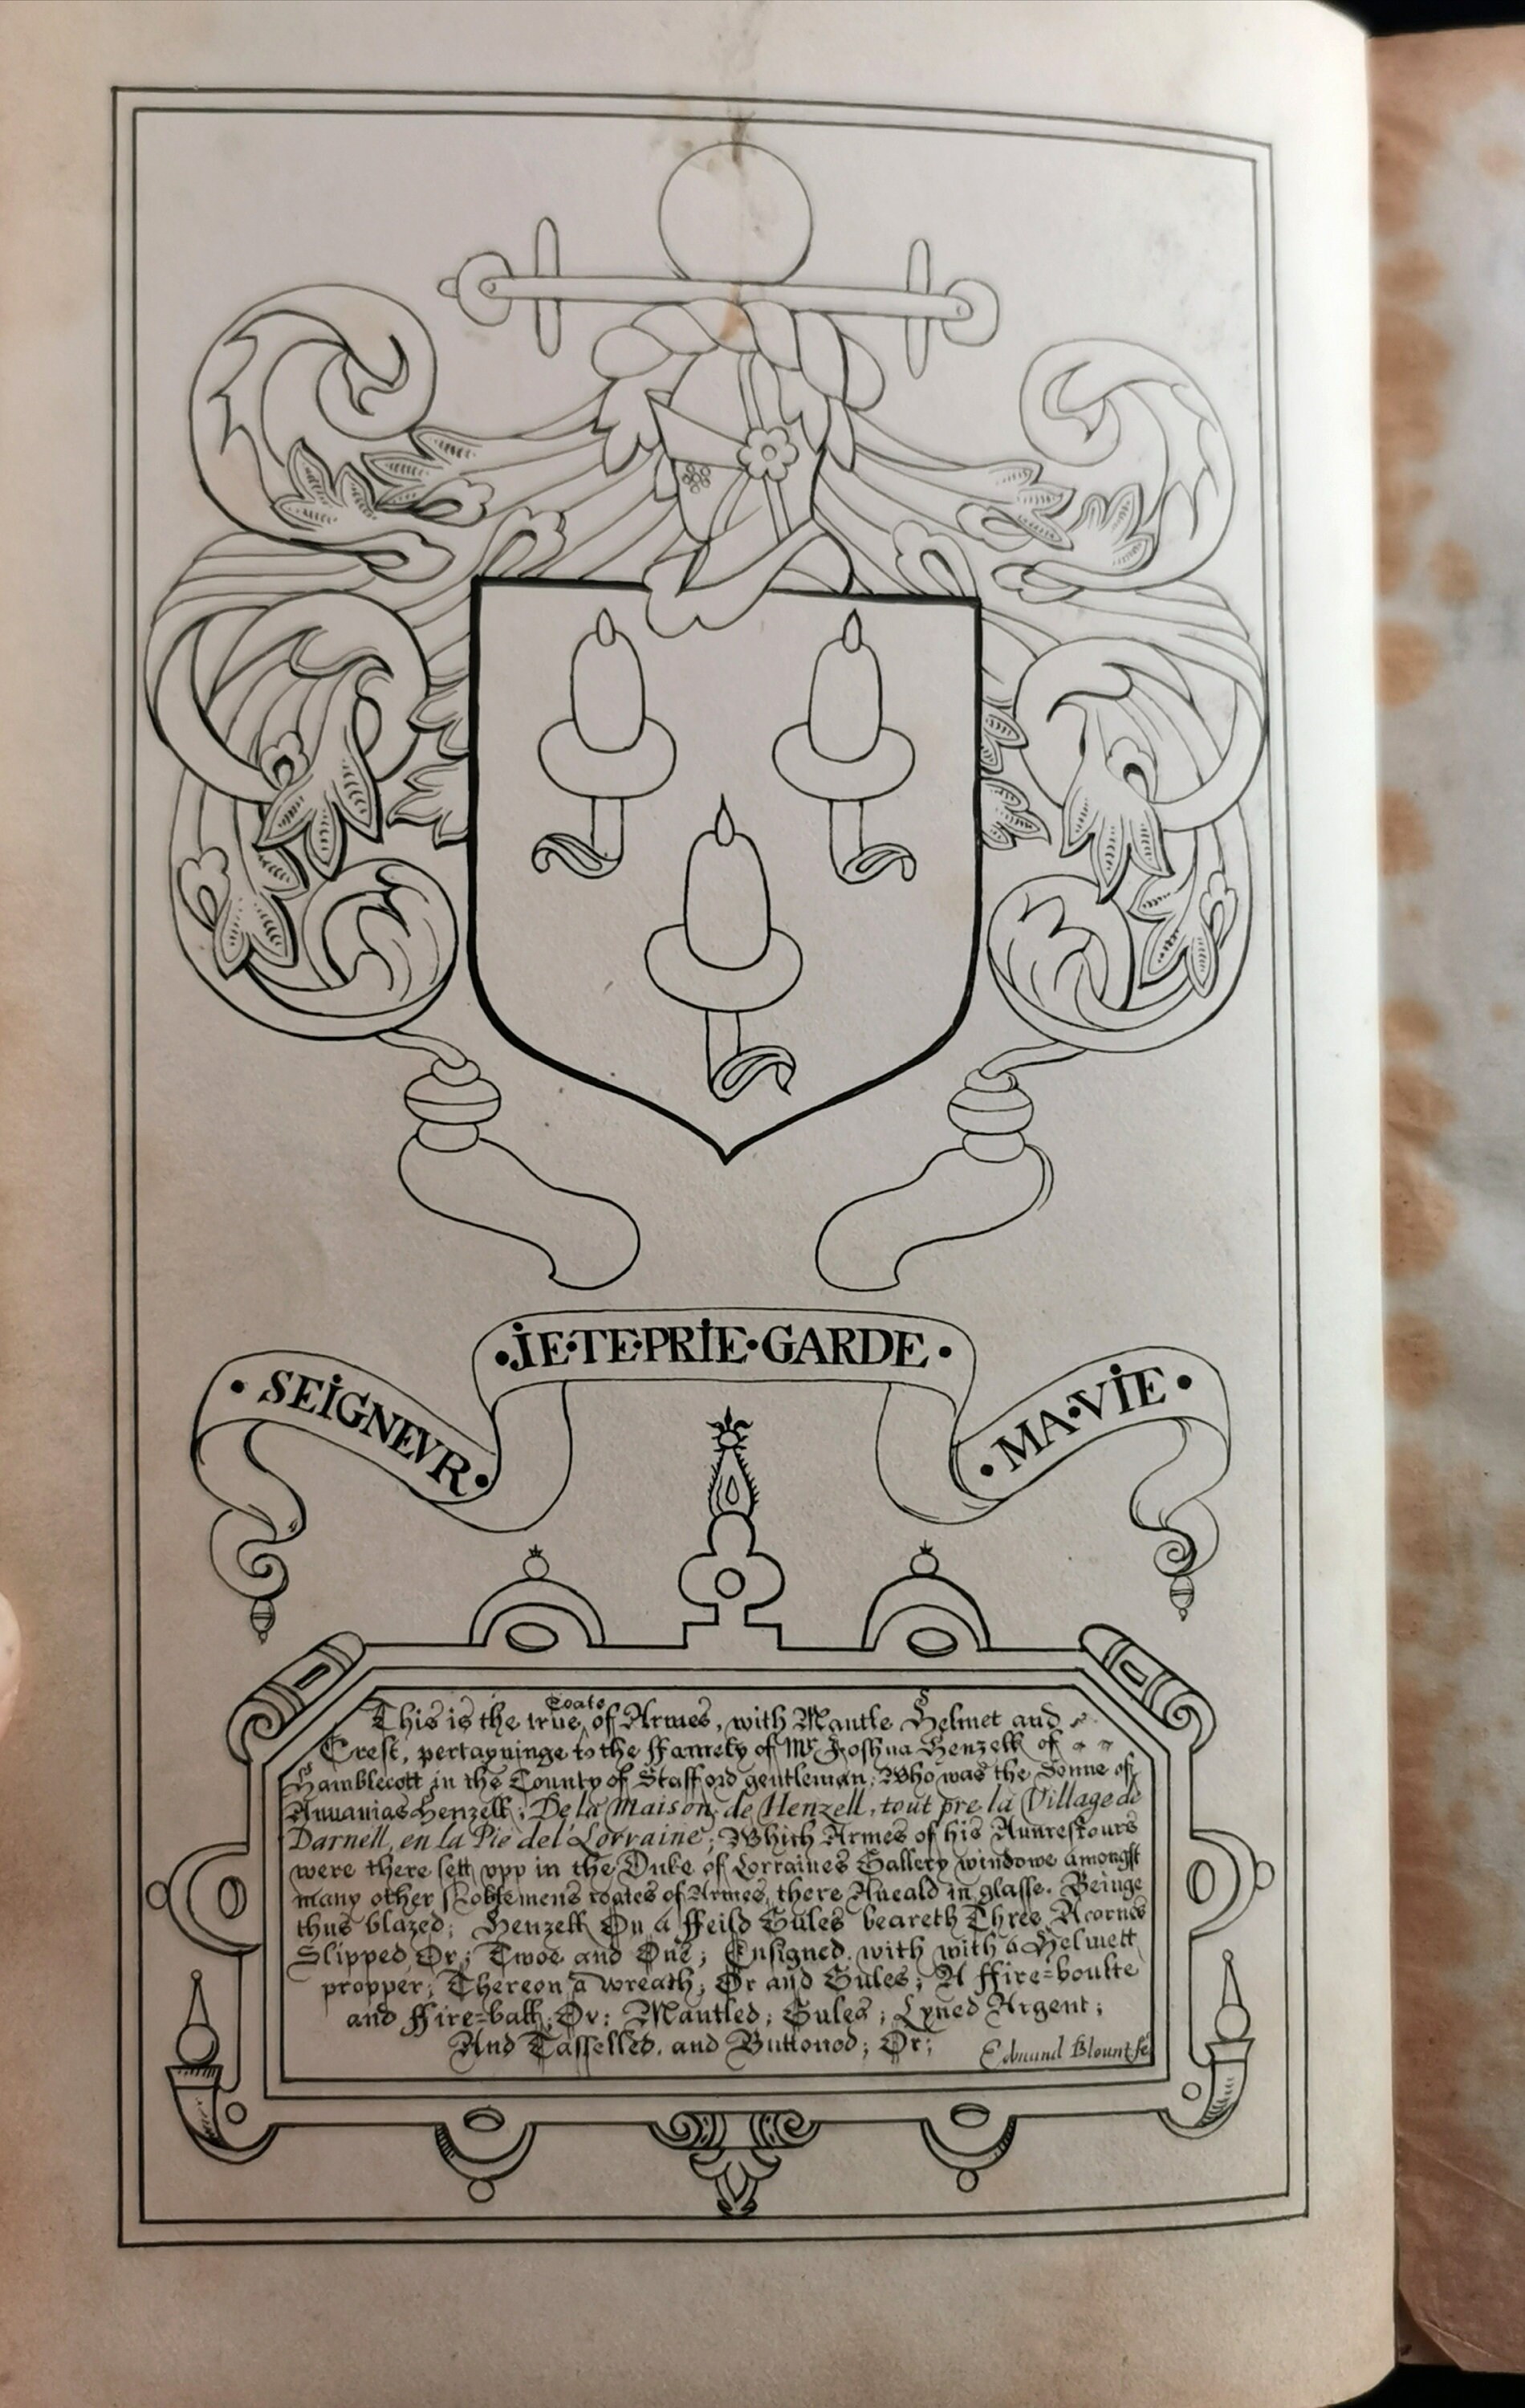 ·SEIGNEVR·
·JE·TE·PRIE·GARDE·
·MA·VIE·
This is the true Coate of Armes, with Mantle Helmet and
Crest, pertayninge to the ffamely of Mr Joshua Henzell of
Hamblecott in the County of Stafford gentleman; Who was the Sonne of
Annanias Henzell; De la Maison, de Henzell, tout pre la Village de
Darnell, en la Pie del' Lorraine; Which Armes of his Auncestours
were there sett vpp in the Duke of Lorraines Gallery windowe amongst
many other Noblemens coates of Armes, there Aneald in glasse. Beinge
thus blazed; Henzell On a ffeild Gules beareth Three Acornes
Slipped Or; Twoe and One; Ensigned with with a Helmett
propper; Thereon a wreath; Or and Gules; A ffire=boulte
and ffire=ball; Or: Mantled; Gules; Lyned Argent;
And Tasselled, and Buttoned; Or;
Edmund Blount fe